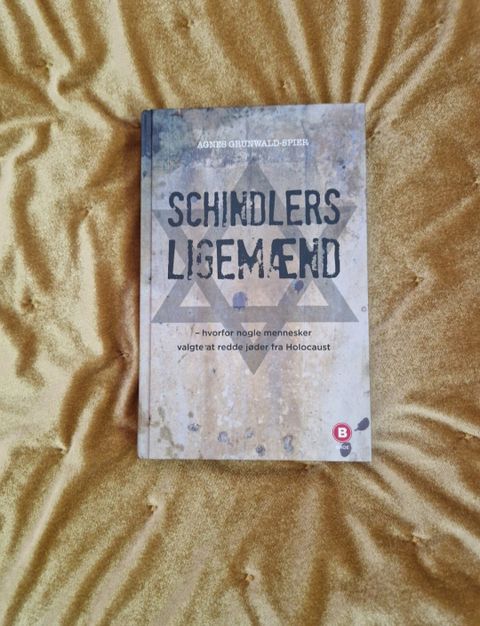 AGNES GRUNWALD-SPIER
SCHINDLERS
LIGEMÆND
– hvorfor nogle mennesker
valgte at redde jøder fra Holocaust
B